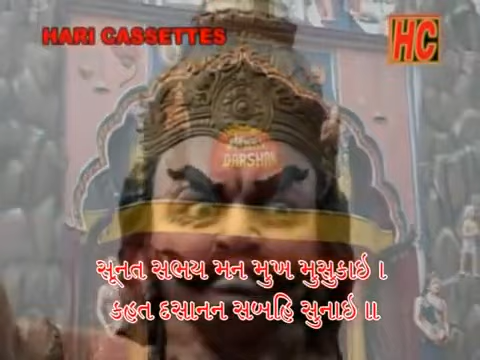 HARI CASSETTES
HC
DARSHAN
સૂનત સભય મન મુખ મુસુકાઇ ।
કહત દસાનન સબહિ સુનાઇ ॥